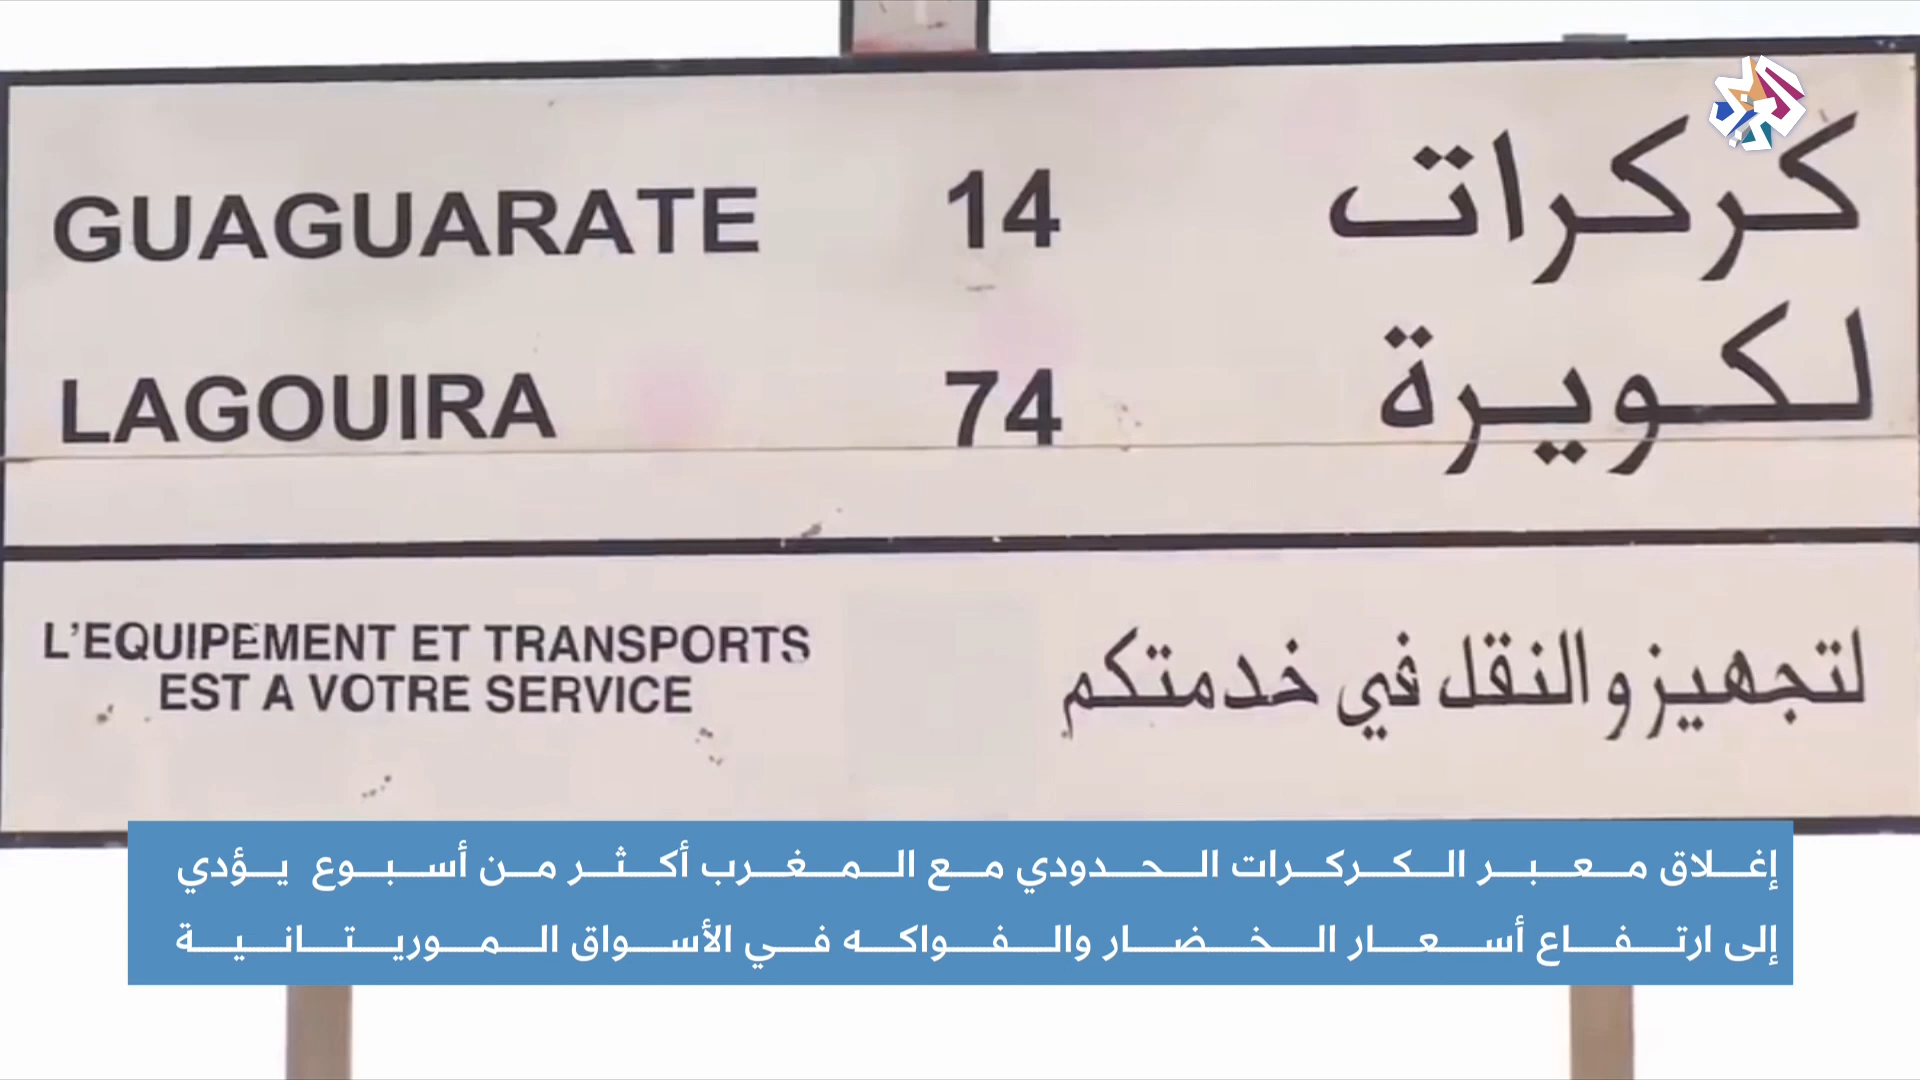 GUAGUARATE 14 كركرات
LAGOUIRA 74 لكويرة
L'EQUIPEMENT ET TRANSPORTS
EST A VOTRE SERVICE
لتجهيز و النقل في خدمتكم
إغلاق معبر الكركرات الحدودي مع المغرب أكثر من أسبوع يؤدي
إلى ارتفاع أسعار الخضار والفواكه في الأسواق الموريتانية